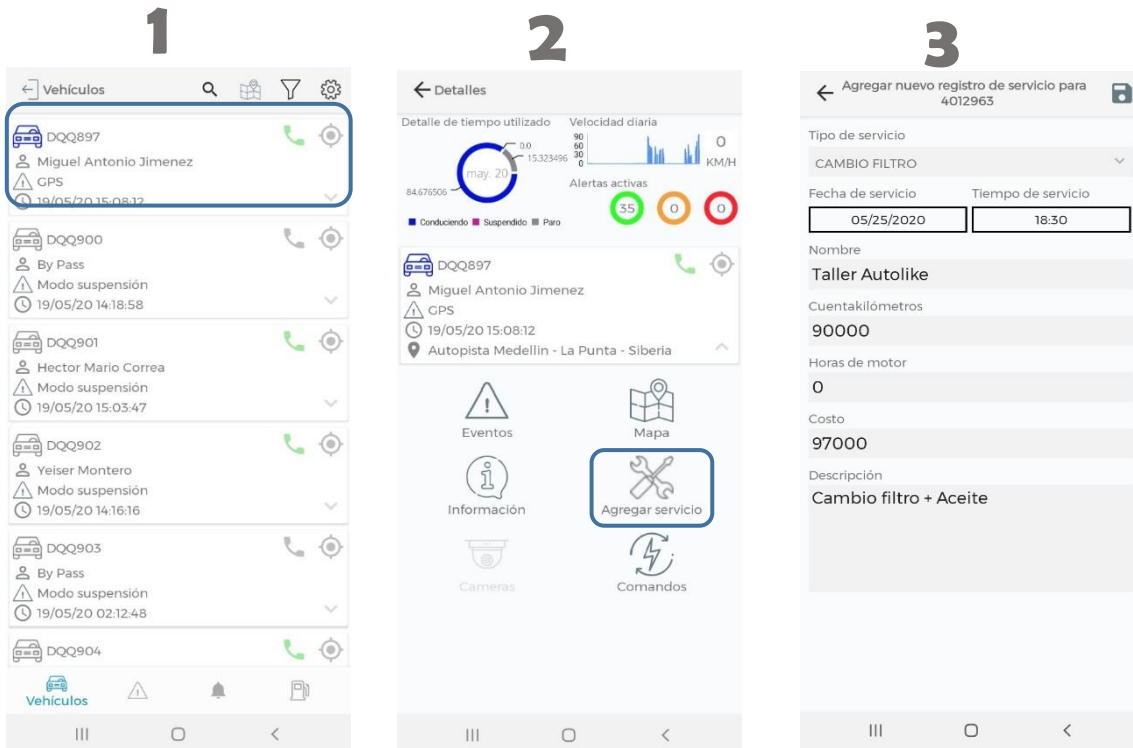 1
Vehículos
DQQ897
Miguel Antonio Jimenez
GPS
19/05/20 15:08:12
DQQ900
By Pass
Modo suspensión
19/05/20 14:18:58
DQQ901
Hector Mario Correa
Modo suspensión
19/05/20 15:03:47
DQQ902
Yeiser Montero
Modo suspensión
19/05/20 14:16:16
DQQ903
By Pass
Modo suspensión
19/05/20 02:12:48
DQQ904
Vehículos
2
Detalles
Detalle de tiempo utilizado
0.0
15.323496
may. 20
84.676506
Conduciendo Suspendido Paro
Velocidad diaria
90
60
30
0
0
KM/H
Alertas activas
35 0 0
DQQ897
Miguel Antonio Jimenez
GPS
19/05/20 15:08:12
Autopista Medellin - La Punta - Siberia
Eventos Mapa
Información Agregar servicio
Cameras Comandos
3
Agregar nuevo registro de servicio para
4012963
Tipo de servicio
CAMBIO FILTRO
Fecha de servicio Tiempo de servicio
05/25/2020 18:30
Nombre
Taller Autolike
Cuentakilómetros
90000
Horas de motor
0
Costo
97000
Descripción
Cambio filtro + Aceite